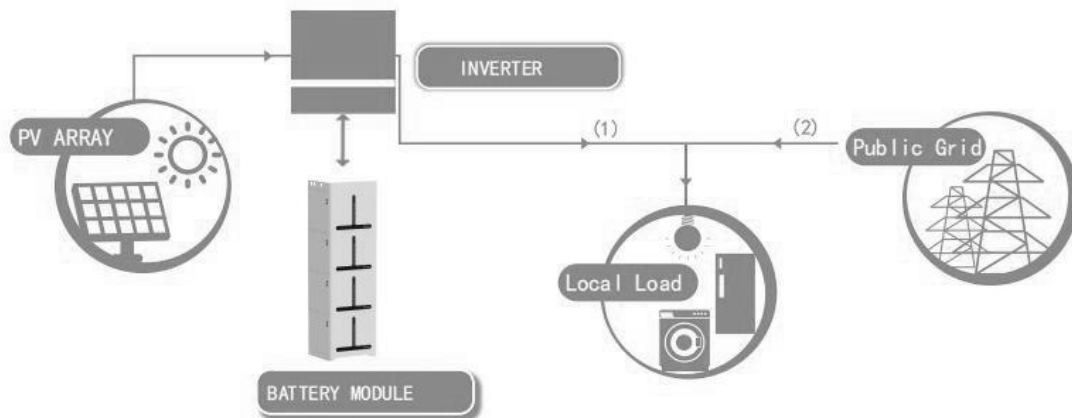 INVERTER
PV ARRAY
(1)
(2)
Public Grid
Local Load
BATTERY MODULE